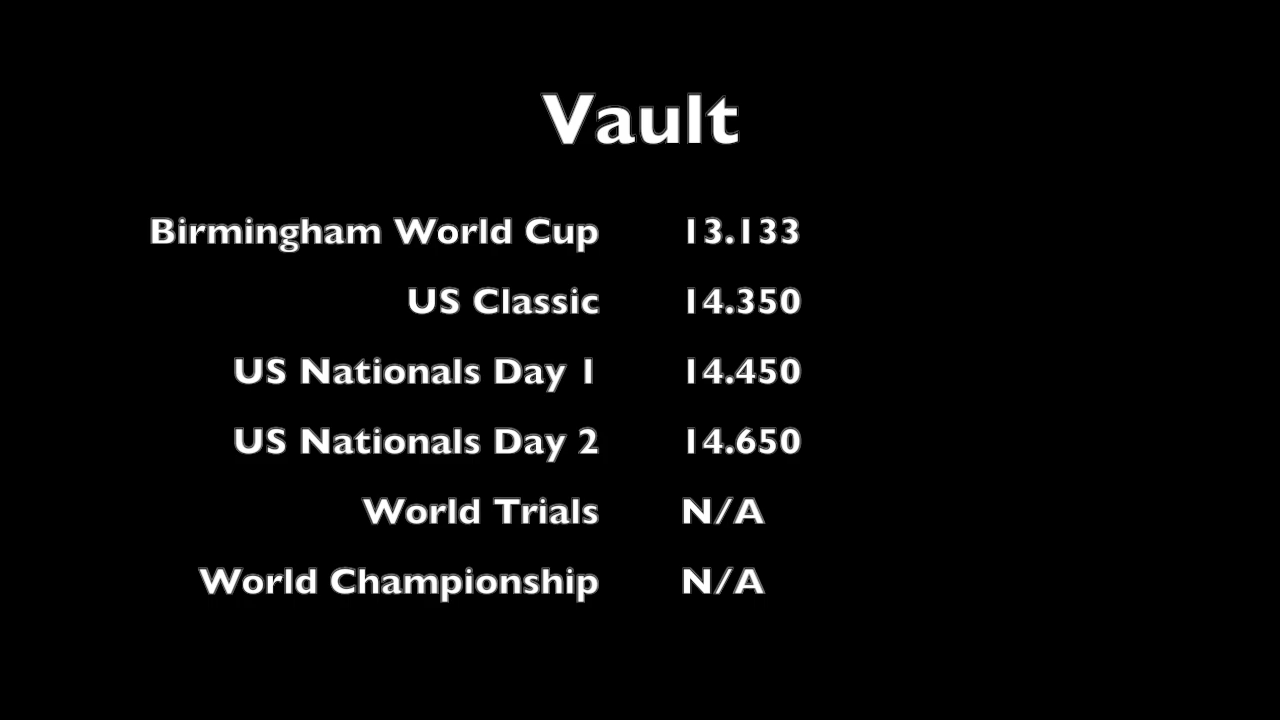 Vault
Birmingham World Cup 13.133
US Classic 14.350
US Nationals Day 1 14.450
US Nationals Day 2 14.650
World Trials N/A
World Championship N/A